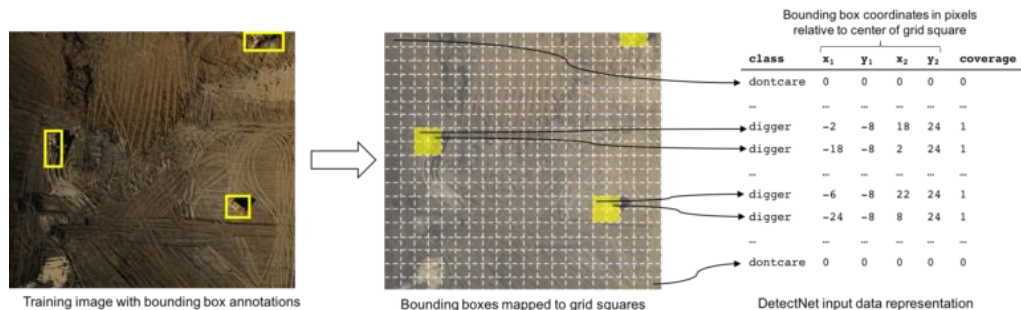 Bounding box coordinates in pixels
relative to center of grid square
class x₁ y₁ x₂ y₂ coverage
dontcare 0 0 0 0 0
… … … … … …
digger -2 -8 18 24 1
digger -18 -8 2 24 1
… … … … … …
digger -6 -8 22 24 1
digger -24 -8 8 24 1
… … … … … …
dontcare 0 0 0 0 0
Training image with bounding box annotations
Bounding boxes mapped to grid squares
DetectNet input data representation